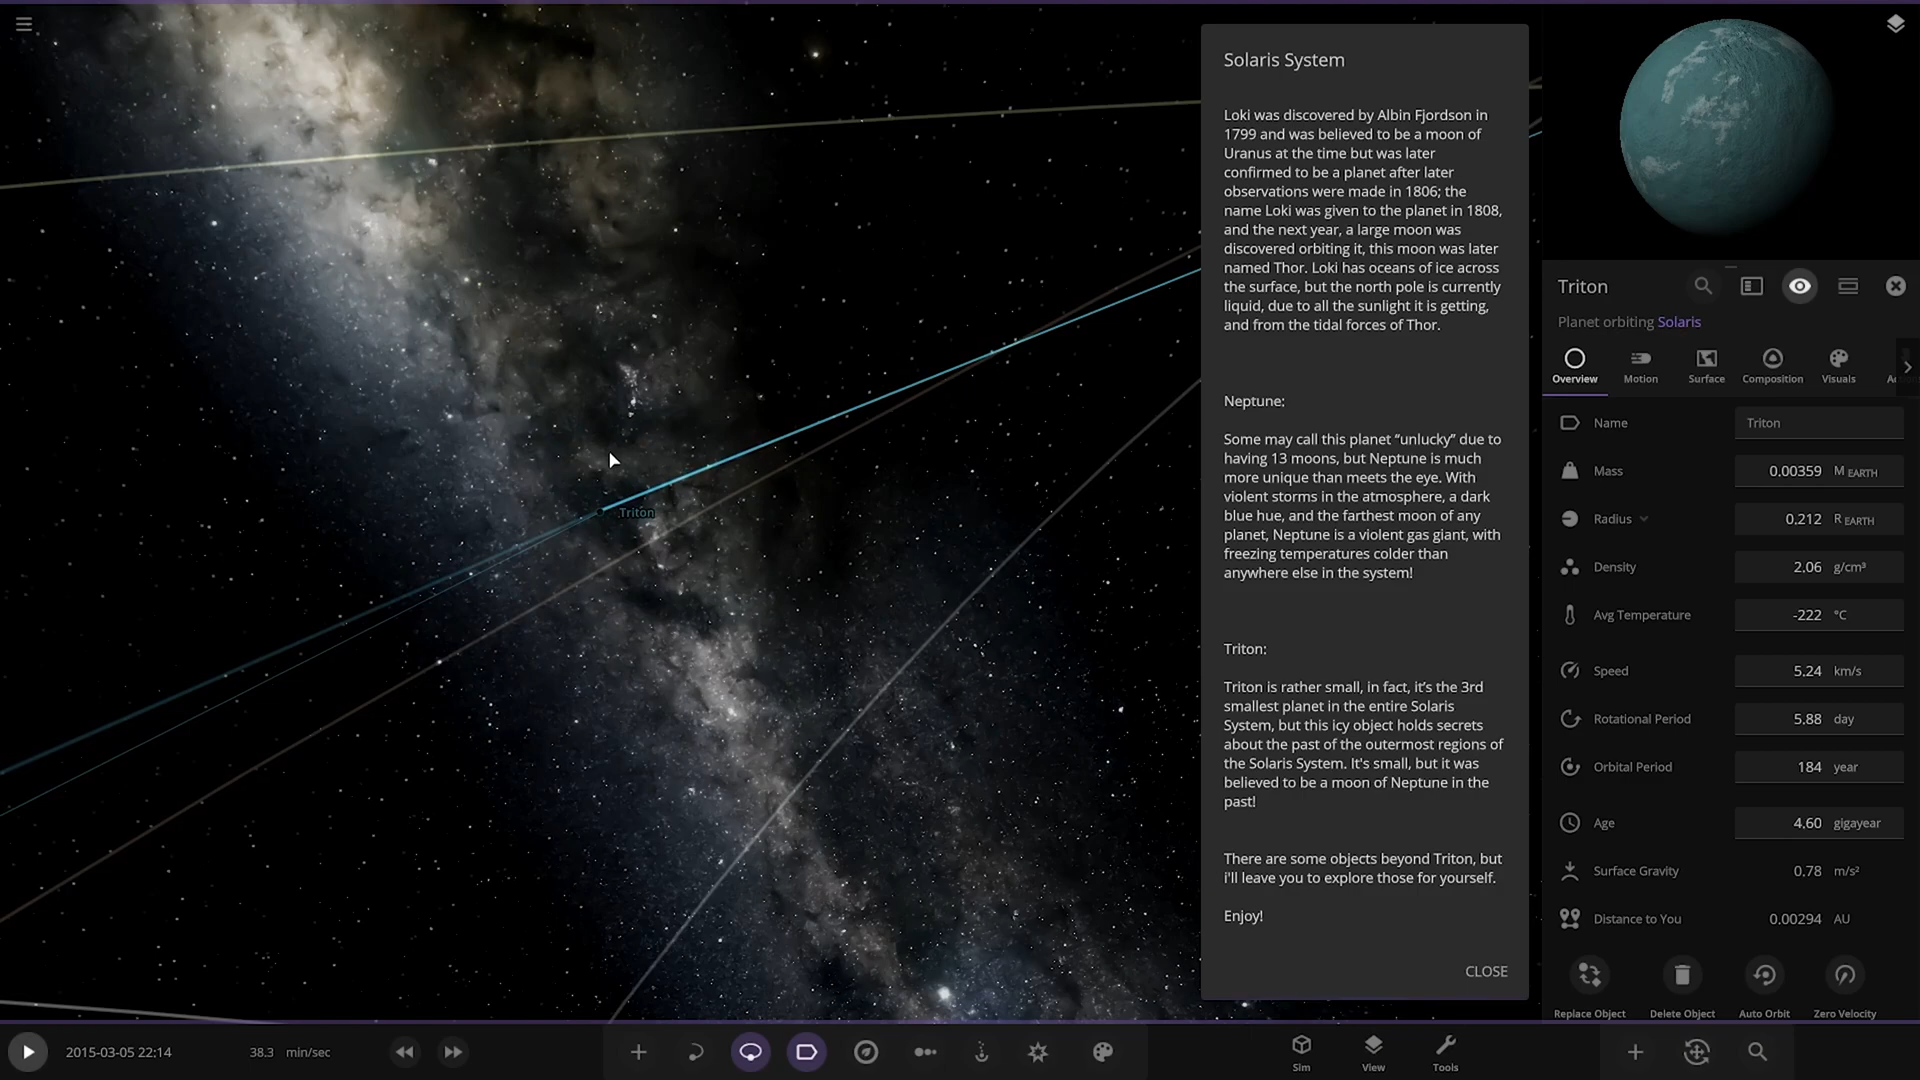 Solaris System
Loki was discovered by Albin Fjordson in
1799 and was believed to be a moon of
Uranus at the time but was later
confirmed to be a planet after later
observations were made in 1806; the
name Loki was given to the planet in 1808,
and the next year, a large moon was
discovered orbiting it, this moon was later
named Thor. Loki has oceans of ice across
the surface, but the north pole is currently
liquid, due to all the sunlight it is getting,
and from the tidal forces of Thor.
Neptune:
Some may call this planet “unlucky” due to
having 13 moons, but Neptune is much
more unique than meets the eye. With
violent storms in the atmosphere, a dark
blue hue, and the farthest moon of any
planet, Neptune is a violent gas giant, with
freezing temperatures colder than
anywhere else in the system!
Triton:
Triton is rather small, in fact, it’s the 3rd
smallest planet in the entire Solaris
System, but this icy object holds secrets
about the past of the outermost regions of
the Solaris System. It's small, but it was
believed to be a moon of Neptune in the
past!
There are some objects beyond Triton, but
i'll leave you to explore those for yourself.
Enjoy!
CLOSE
Triton
Triton
Planet orbiting Solaris
Overview Motion Surface Composition Visuals
Name Triton
Mass 0.00359 M EARTH
Radius 0.212 R EARTH
Density 2.06 g/cm³
Avg Temperature -222 °C
Speed 5.24 km/s
Rotational Period 5.88 day
Orbital Period 184 year
Age 4.60 gigayear
Surface Gravity 0.78 m/s²
Distance to You 0.00294 AU
Replace Object Delete Object Auto Orbit Zero Velocity
2015-03-05 22:14 38.3 min/sec
Sim View Tools